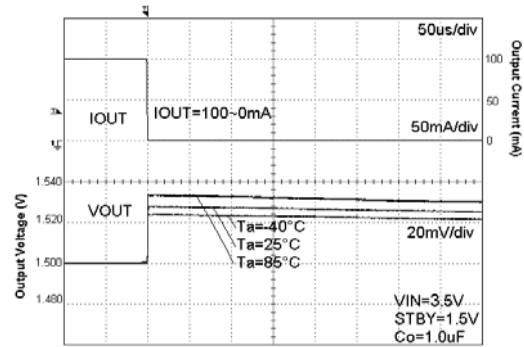 50us/div
100
50
0
Output Current (mA)
IOUT
IOUT=100~0mA
50mA/div
1.540
1.520
1.500
1.480
Output Voltage (V)
VOUT
Ta=-40°C
Ta=25°C
Ta=85°C
20mV/div
VIN=3.5V
STBY=1.5V
Co=1.0uF